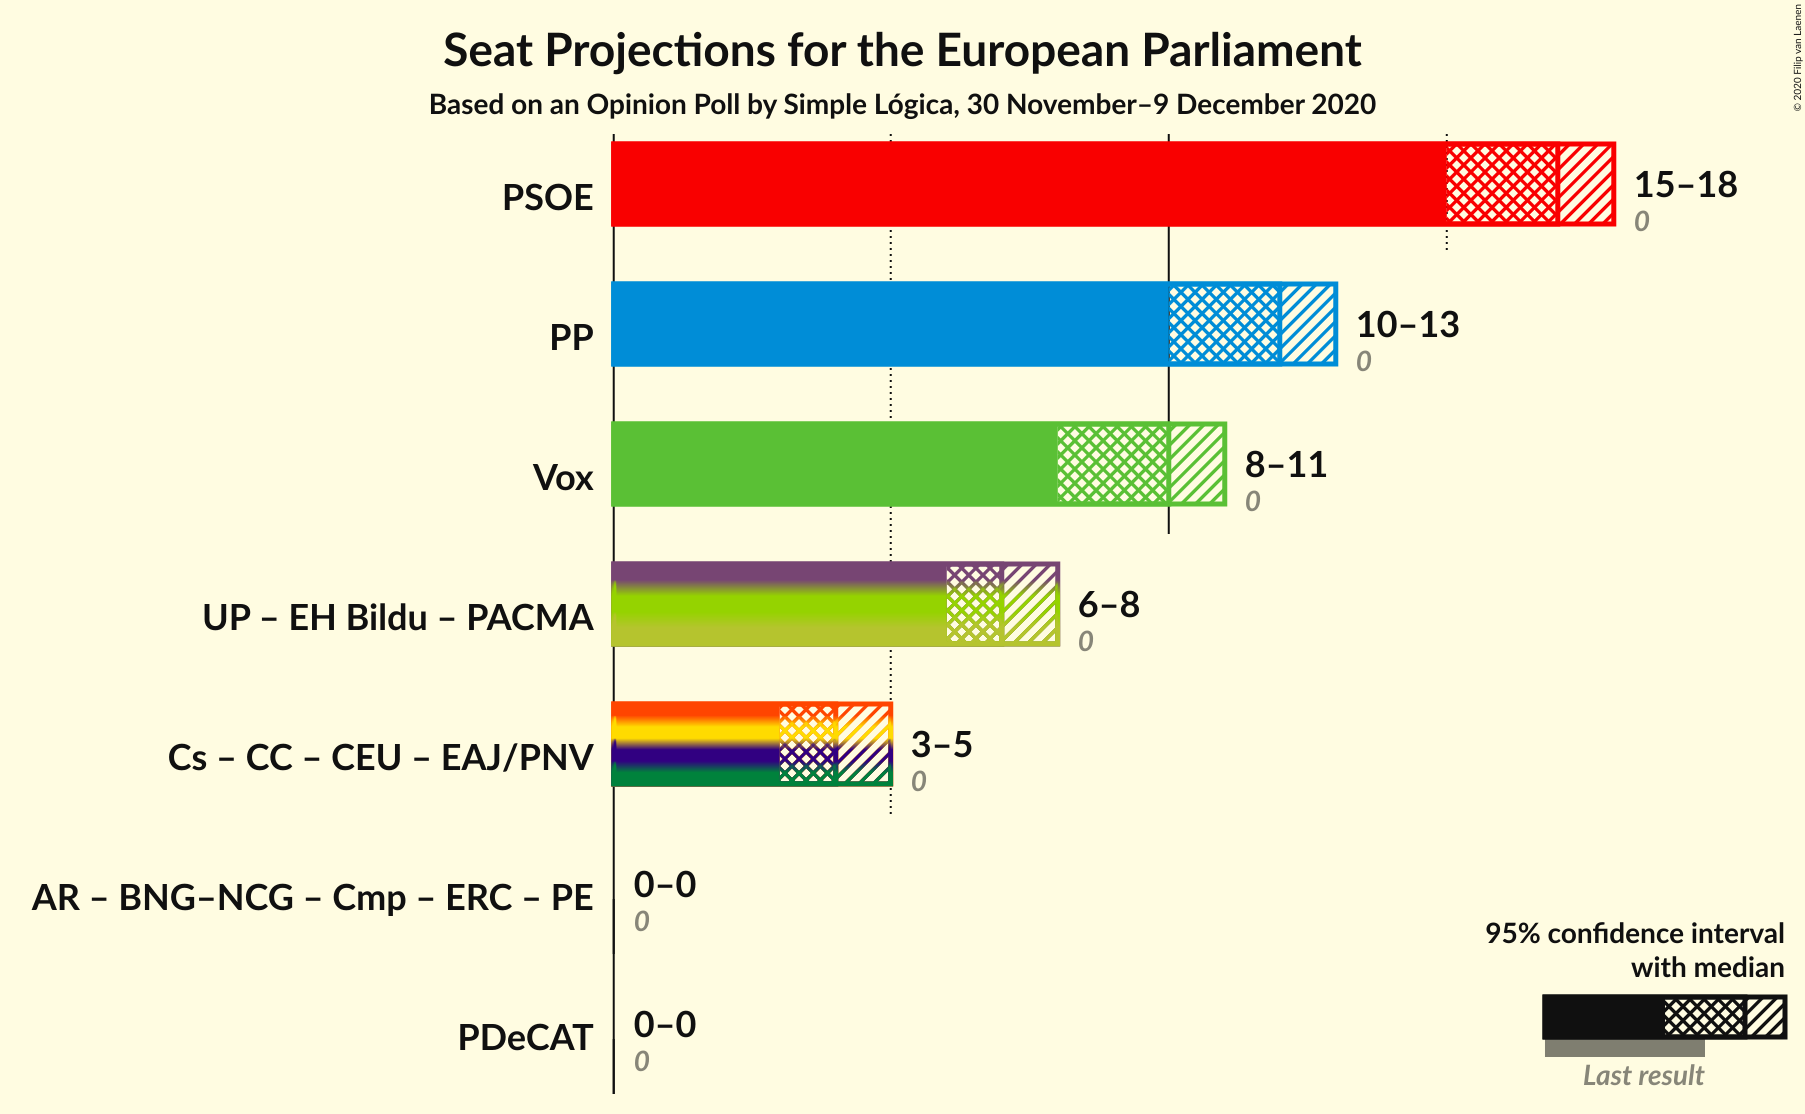 Seat Projections for the European Parliament
Based on an Opinion Poll by Simple Lógica, 30 November–9 December 2020
© 2020 Filip van Laenen
PSOE
15–18
0
PP
10–13
0
Vox
8–11
0
UP – EH Bildu – PACMA
6–8
0
Cs – CC – CEU – EAJ/PNV
3–5
0
AR – BNG–NCG – Cmp – ERC – PE
0–0
0
PDeCAT
0–0
0
95% confidence interval
with median
Last result